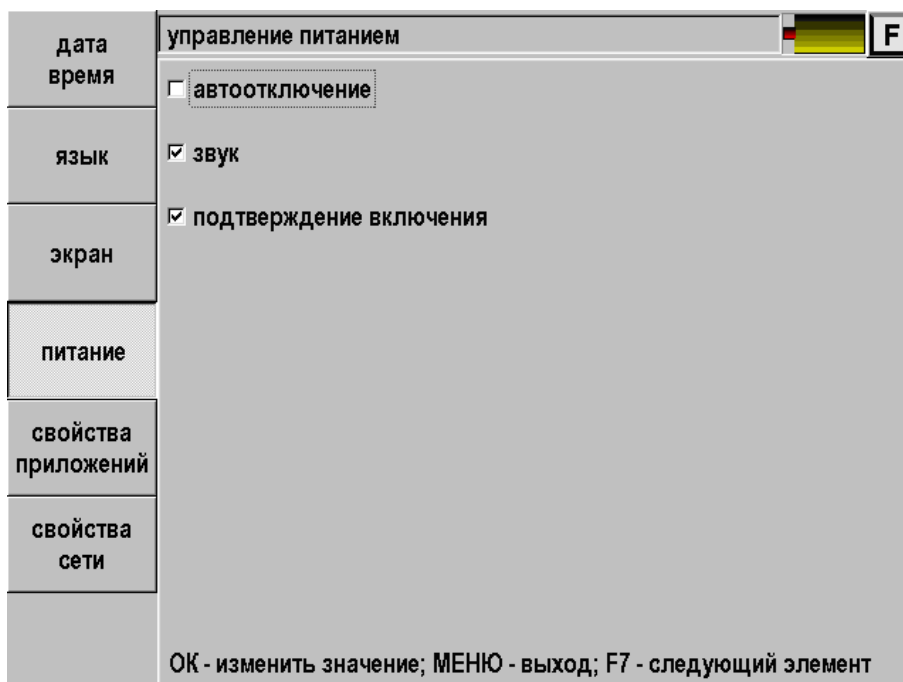 дата
время
язык
экран
питание
свойства
приложений
свойства
сети
управление питанием
F
автоотключение
звук
подтверждение включения
ОК - изменить значение; МЕНЮ - выход; F7 - следующий элемент